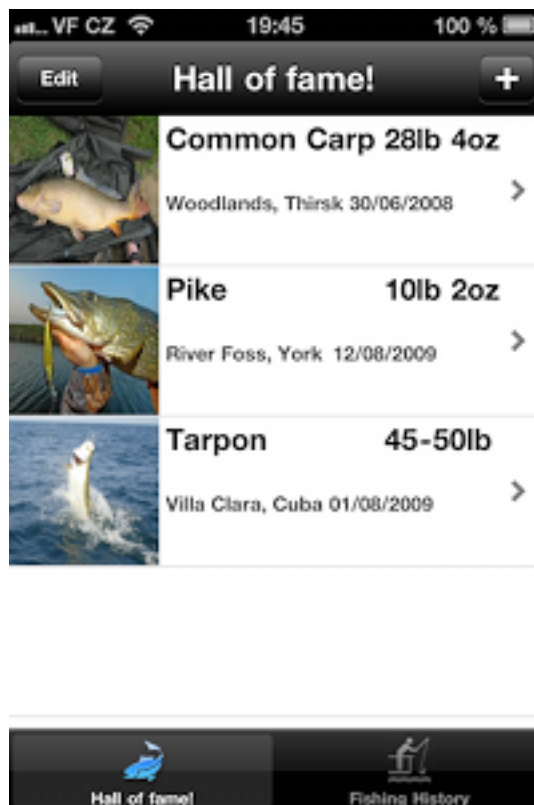 VF CZ 19:45 100 %
Edit Hall of fame! +
Common Carp 28lb 4oz
Woodlands, Thirsk 30/06/2008
Pike 10lb 2oz
River Foss, York 12/08/2009
Tarpon 45-50lb
Villa Clara, Cuba 01/08/2009
Hall of fame! Fishing History